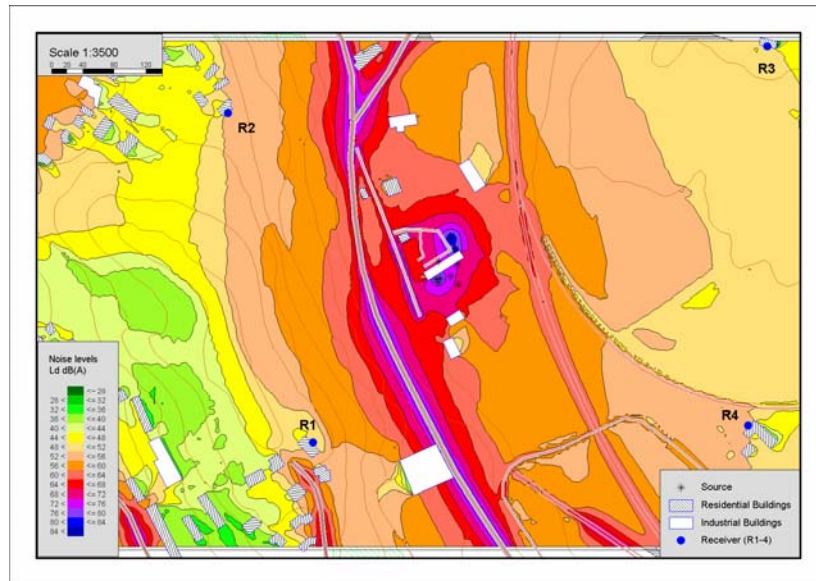 Scale 1:3500
0 20 40 80 120
R3
R2
R1
R4
Noise levels
Ld dB(A)
<= 28
28 < <= 32
32 < <= 36
36 < <= 40
40 < <= 44
44 < <= 48
48 < <= 52
52 < <= 56
56 < <= 60
60 < <= 64
64 < <= 68
68 < <= 72
72 < <= 76
76 < <= 80
80 < <= 84
84 <
Source
Residential Buildings
Industrial Buildings
Receiver (R1-4)